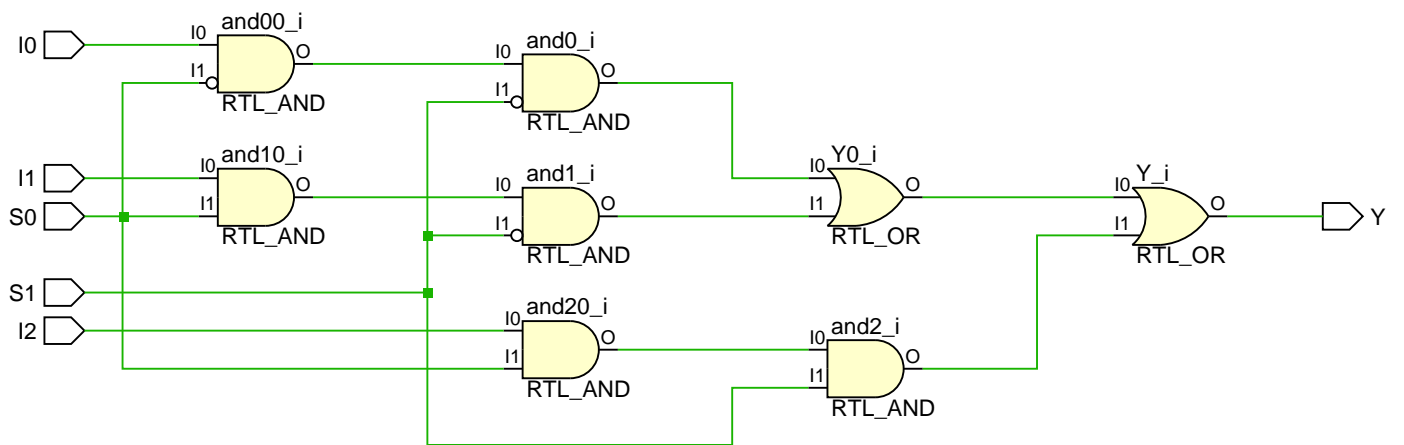 I0
I0
I1
and00_i
O
RTL_AND
I0
I1
and0_i
O
RTL_AND
I1
S0
I0
I1
and10_i
O
RTL_AND
I0
I1
and1_i
O
RTL_AND
I0
I1
Y0_i
O
RTL_OR
I0
I1
Y_i
O
RTL_OR
Y
S1
I2
I0
I1
and20_i
O
RTL_AND
I0
I1
and2_i
O
RTL_AND